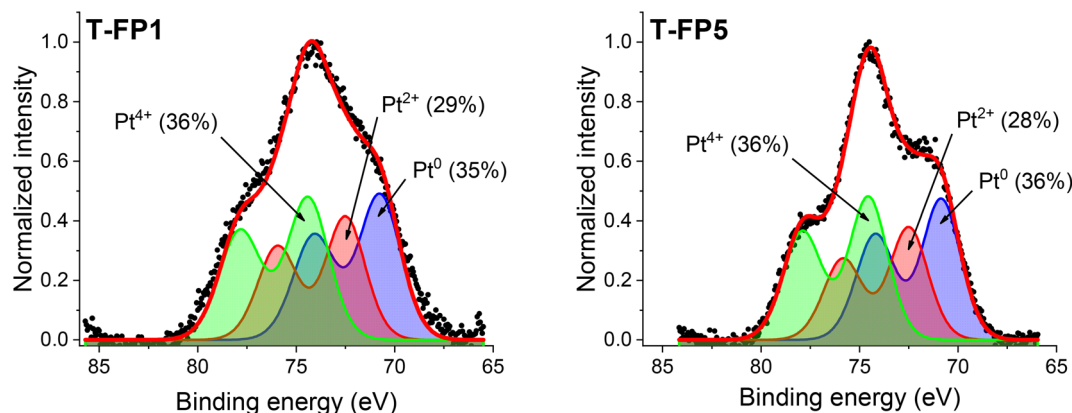 T-FP1
Normalized intensity
1.0
0.8
0.6
0.4
0.2
0.0
Pt⁴⁺ (36%)
Pt²⁺ (29%)
Pt⁰ (35%)
85 80 75 70 65
Binding energy (eV)
T-FP5
Normalized intensity
1.0
0.8
0.6
0.4
0.2
0.0
Pt⁴⁺ (36%)
Pt²⁺ (28%)
Pt⁰ (36%)
85 80 75 70 65
Binding energy (eV)